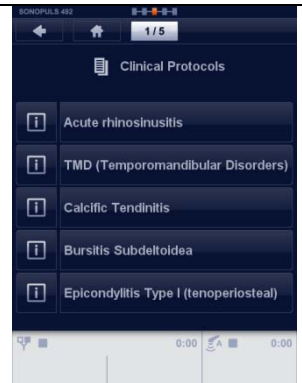 SONOPULS 492
1/5
Clinical Protocols
Acute rhinosinusitis
TMD (Temporomandibular Disorders)
Calcific Tendinitis
Bursitis Subdeltoidea
Epicondylitis Type I (tenoperiosteal)
0:00 A 0:00